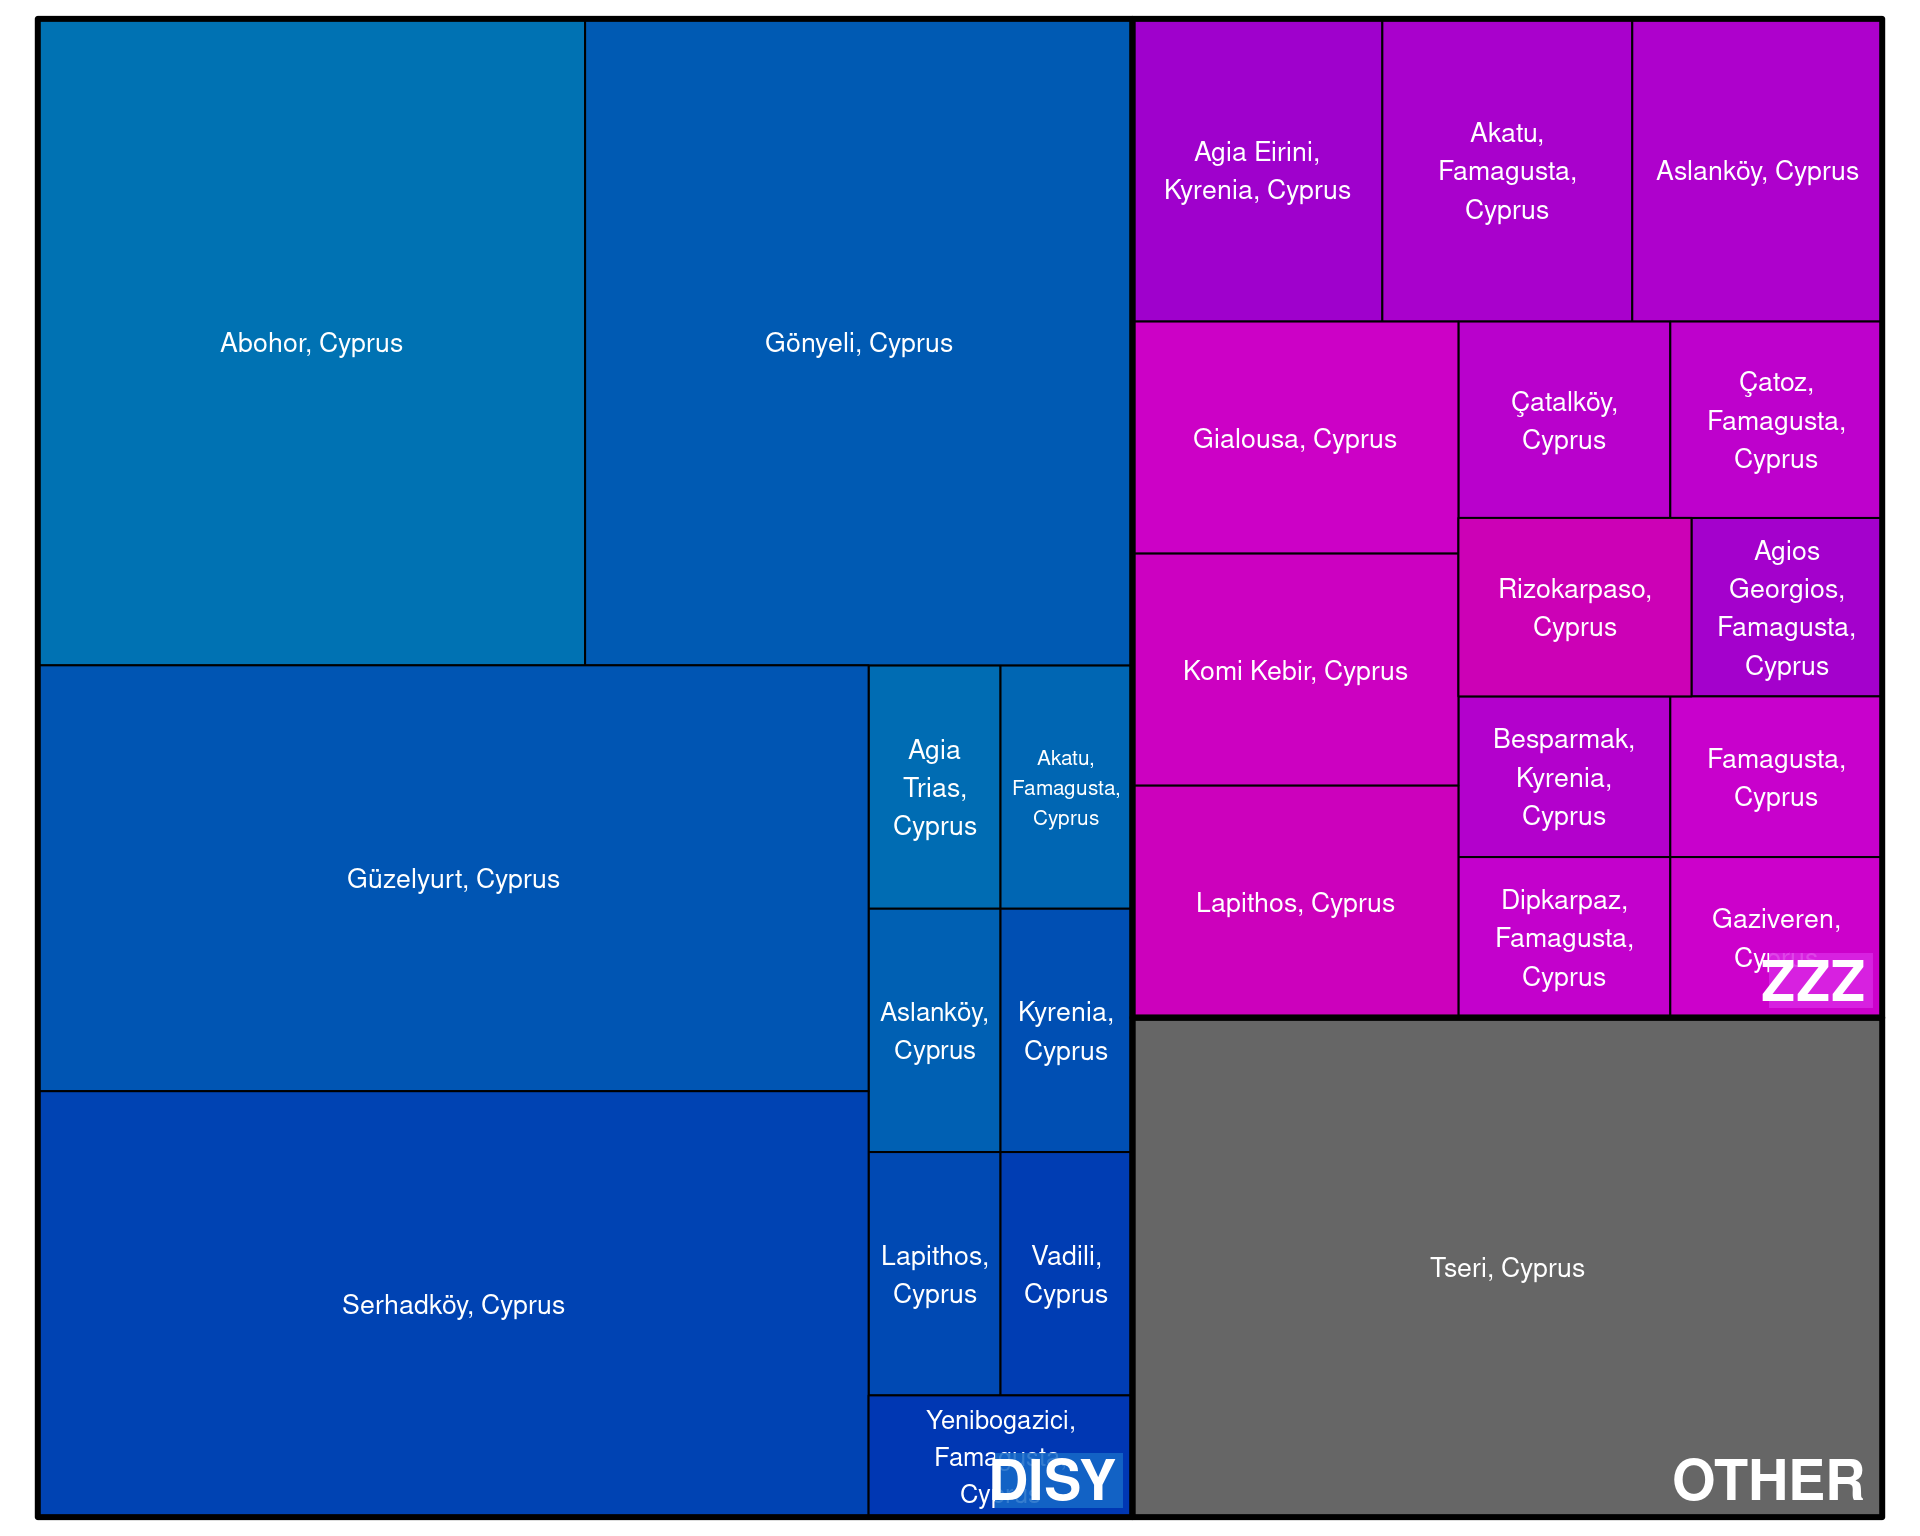 Abohor, Cyprus
Gönyeli, Cyprus
Güzelyurt, Cyprus
Serhadköy, Cyprus
Agia
Trias,
Cyprus
Akatu,
Famagusta,
Cyprus
Aslanköy,
Cyprus
Kyrenia,
Cyprus
Lapithos,
Cyprus
Vadili,
Cyprus
Yenibogazici,
Famagusta,
Cyprus
DISY
Agia Eirini,
Kyrenia, Cyprus
Akatu,
Famagusta,
Cyprus
Aslanköy, Cyprus
Gialousa, Cyprus
Komi Kebir, Cyprus
Lapithos, Cyprus
Çatalköy,
Cyprus
Çatoz,
Famagusta,
Cyprus
Rizokarpaso,
Cyprus
Agios
Georgios,
Famagusta,
Cyprus
Besparmak,
Kyrenia,
Cyprus
Famagusta,
Cyprus
Dipkarpaz,
Famagusta,
Cyprus
Gaziveren,
Cyprus
ZZZ
Tseri, Cyprus
OTHER